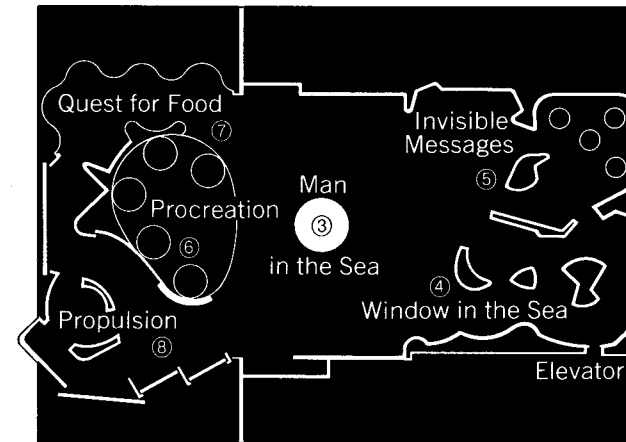 Quest for Food
⑦
Invisible
Messages
⑤
Man
③
in the Sea
Procreation
⑥
④
Window in the Sea
Propulsion
⑧
Elevator